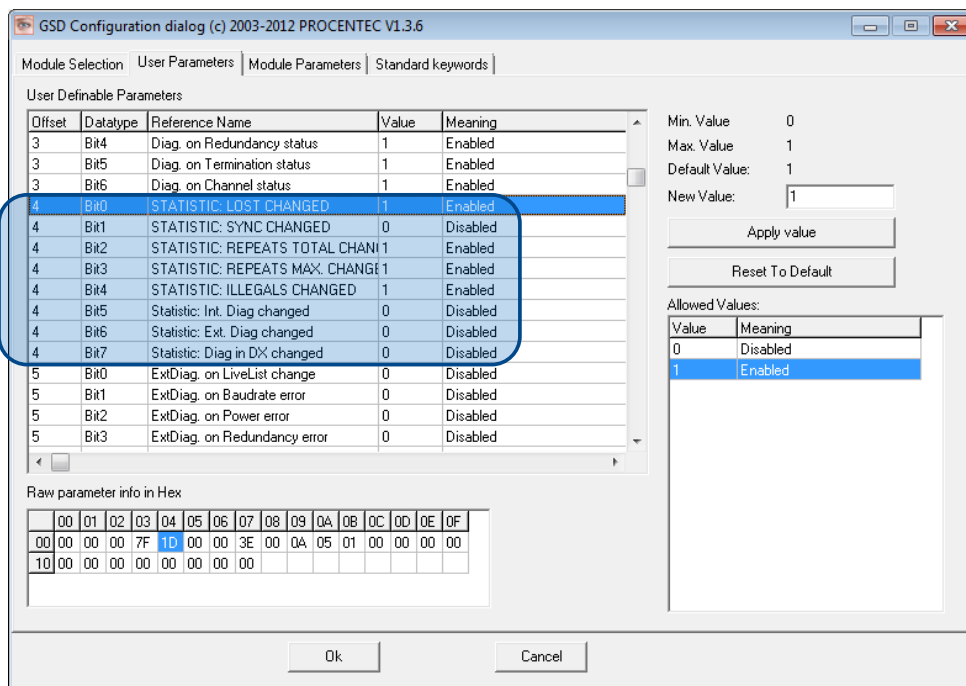 GSD Configuration dialog (c) 2003-2012 PROCENTEC V1.3.6
Module Selection User Parameters Module Parameters Standard keywords
User Definable Parameters
Offset Datatype Reference Name Value Meaning
3 Bit4 Diag. on Redundancy status 1 Enabled
3 Bit5 Diag. on Termination status 1 Enabled
3 Bit6 Diag. on Channel status 1 Enabled
4 Bit0 STATISTIC: LOST CHANGED 1 Enabled
4 Bit1 STATISTIC: SYNC CHANGED 0 Disabled
4 Bit2 STATISTIC: REPEATS TOTAL CHAN 1 Enabled
4 Bit3 STATISTIC: REPEATS MAX. CHANGE 1 Enabled
4 Bit4 STATISTIC: ILLEGALS CHANGED 1 Enabled
4 Bit5 Statistic: Int. Diag changed 0 Disabled
4 Bit6 Statistic: Ext. Diag changed 0 Disabled
4 Bit7 Statistic: Diag in DX changed 0 Disabled
5 Bit0 ExtDiag. on LiveList change 0 Disabled
5 Bit1 ExtDiag. on Baudrate error 0 Disabled
5 Bit2 ExtDiag. on Power error 0 Disabled
5 Bit3 ExtDiag. on Redundancy error 0 Disabled
Min. Value 0
Max. Value 1
Default Value: 1
New Value: 1
Apply value
Reset To Default
Allowed Values:
Value Meaning
0 Disabled
1 Enabled
Raw parameter info in Hex
00 01 02 03 04 05 06 07 08 09 0A 0B 0C 0D 0E 0F
00 00 00 00 7F 1D 00 00 3E 00 0A 05 01 00 00 00 00
10 00 00 00 00 00 00 00 00
Ok Cancel